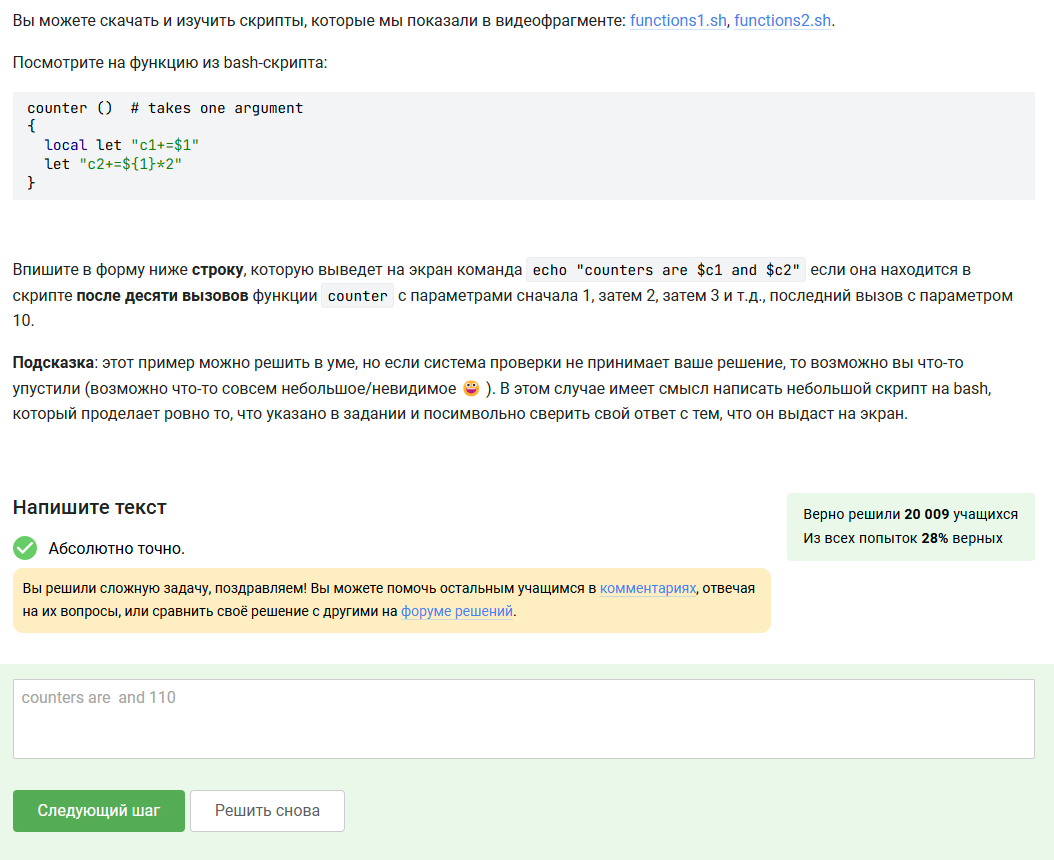 Вы можете скачать и изучить скрипты, которые мы показали в видеофрагменте: functions1.sh, functions2.sh.
Посмотрите на функцию из bash-скрипта:
counter ()  # takes one argument
{
  local let "c1+=$1"
  let "c2+=${1}*2"
}
Впишите в форму ниже строку, которую выведет на экран команда echo "counters are $c1 and $c2" если она находится в
скрипте после десяти вызовов функции counter с параметрами сначала 1, затем 2, затем 3 и т.д., последний вызов с параметром
10.
Подсказка: этот пример можно решить в уме, но если система проверки не принимает ваше решение, то возможно вы что-то
упустили (возможно что-то совсем небольшое/невидимое 😀 ). В этом случае имеет смысл написать небольшой скрипт на bash,
который проделает ровно то, что указано в задании и посимвольно сверить свой ответ с тем, что он выдаст на экран.
Напишите текст
Верно решили 20 009 учащихся
Из всех попыток 28% верных
Абсолютно точно.
Вы решили сложную задачу, поздравляем! Вы можете помочь остальным учащимся в комментариях, отвечая
на их вопросы, или сравнить своё решение с другими на форуме решений.
counters are  and 110
Следующий шаг
Решить снова